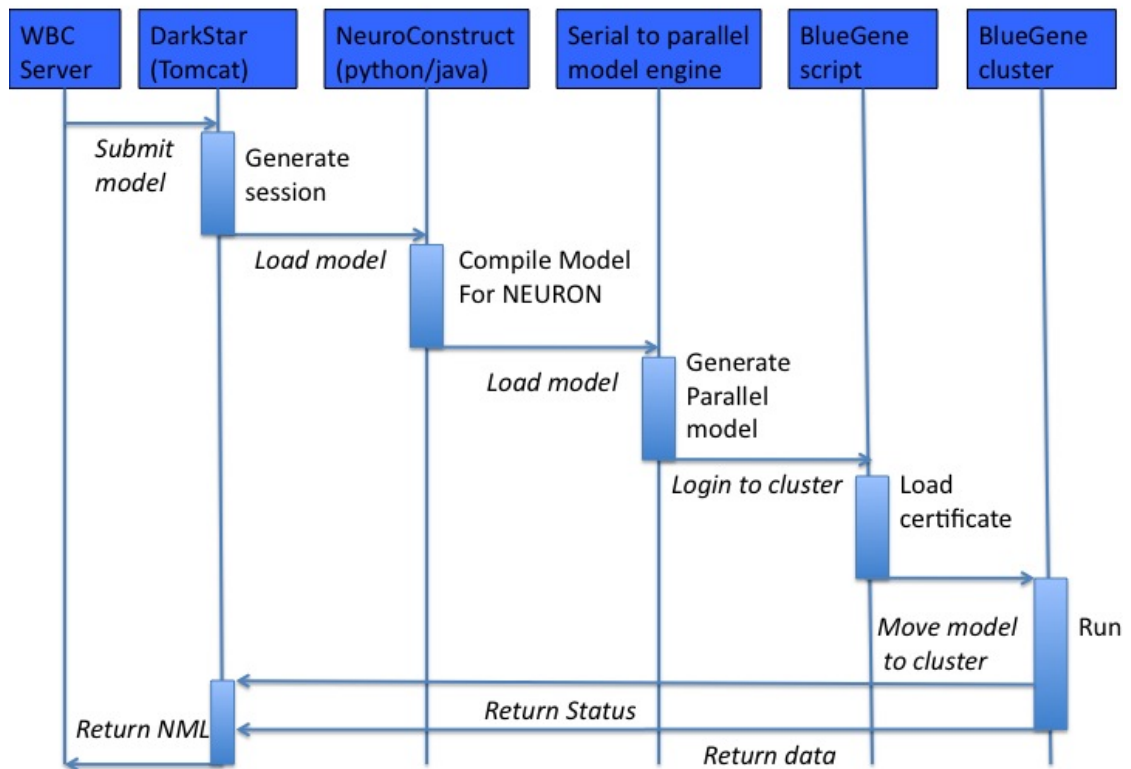 WBC
Server
DarkStar
(Tomcat)
NeuroConstruct
(python/java)
Serial to parallel
model engine
BlueGene
script
BlueGene
cluster
Submit
model
Generate
session
Load model
Compile Model
For NEURON
Load model
Generate
Parallel
model
Login to cluster
Load
certificate
Move model
to cluster
Run
Return Status
Return NML
Return data